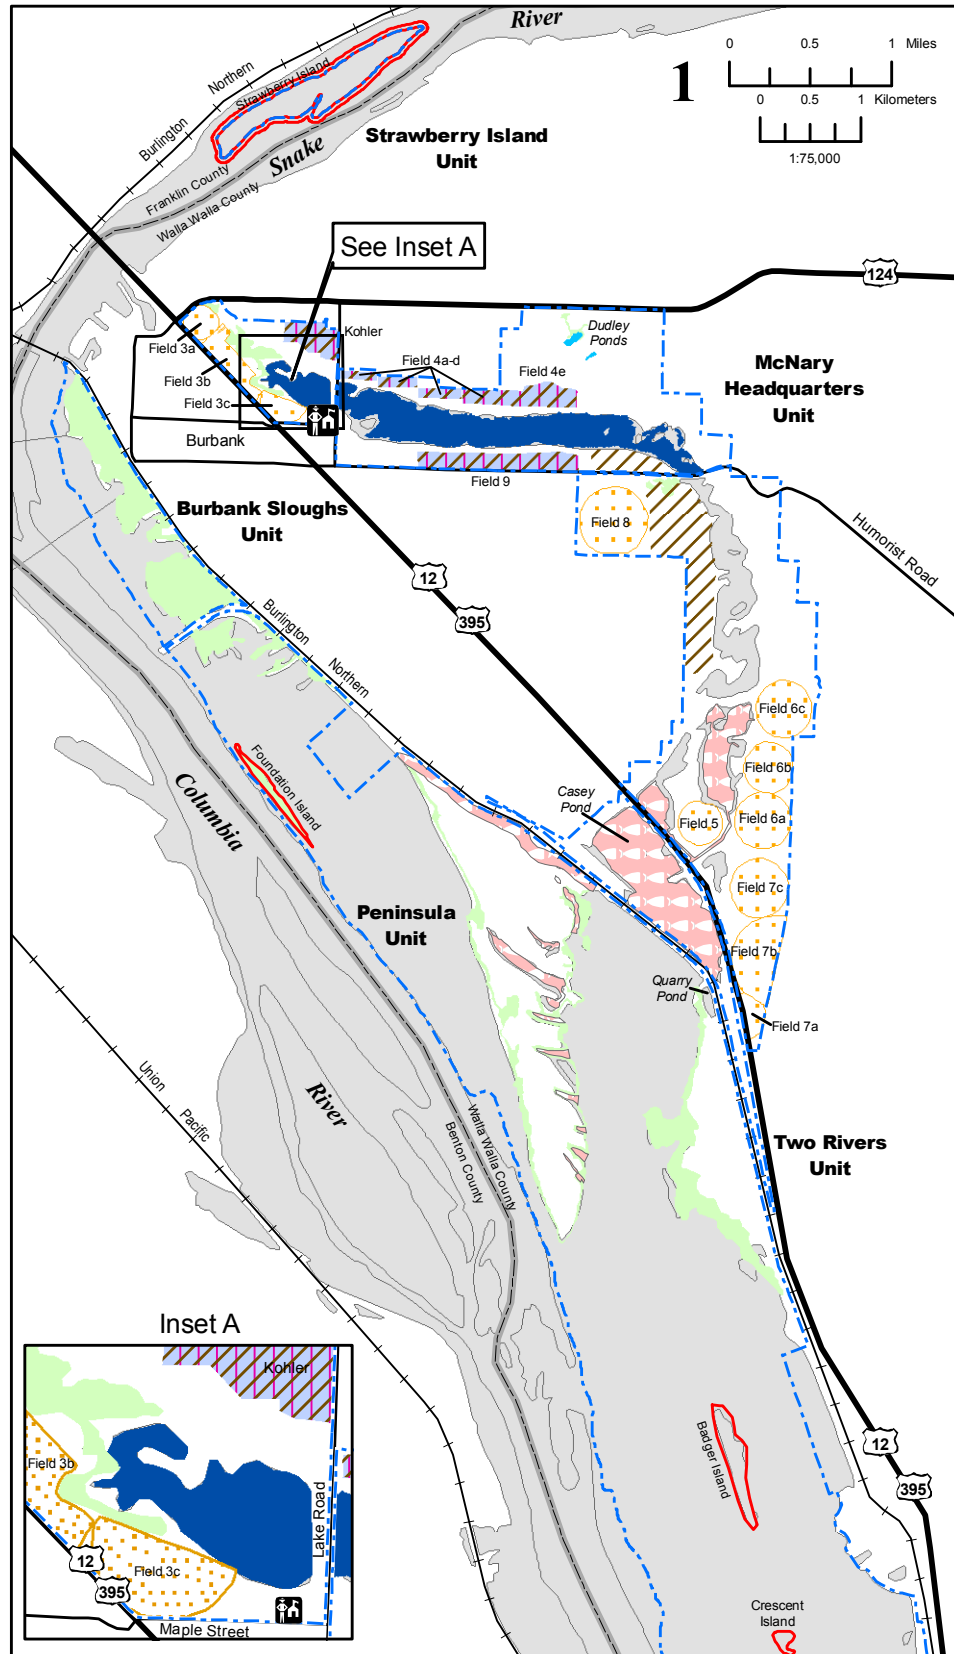 River
1
0 0.5 1 Miles
0 0.5 1 Kilometers
1:75,000
Northern
Burlington
Strawberry Island
Strawberry Island
Unit
Snake
Franklin County
Walla Walla County
See Inset A
124
Kohler
Dudley
Ponds
Field 3a
Field 4a-d
Field 4e
McNary
Headquarters
Unit
Field 3b
Field 3c
Burbank
Field 9
Burbank Sloughs
Unit
Field 8
Humorist Road
12
395
Burlington
Northern
Field 6c
Foundation Island
Columbia
Casey
Pond
Field 6b
Field 5
Field 6a
Field 7c
Peninsula
Unit
Field 7b
Quarry
Pond
Field 7a
Union
Pacific
River
Walla Walla County
Benton County
Two Rivers
Unit
Inset A
Kohler
Field 3b
Lake Road
12
395
Field 3c
Maple Street
Badger Island
12
395
Crescent
Island